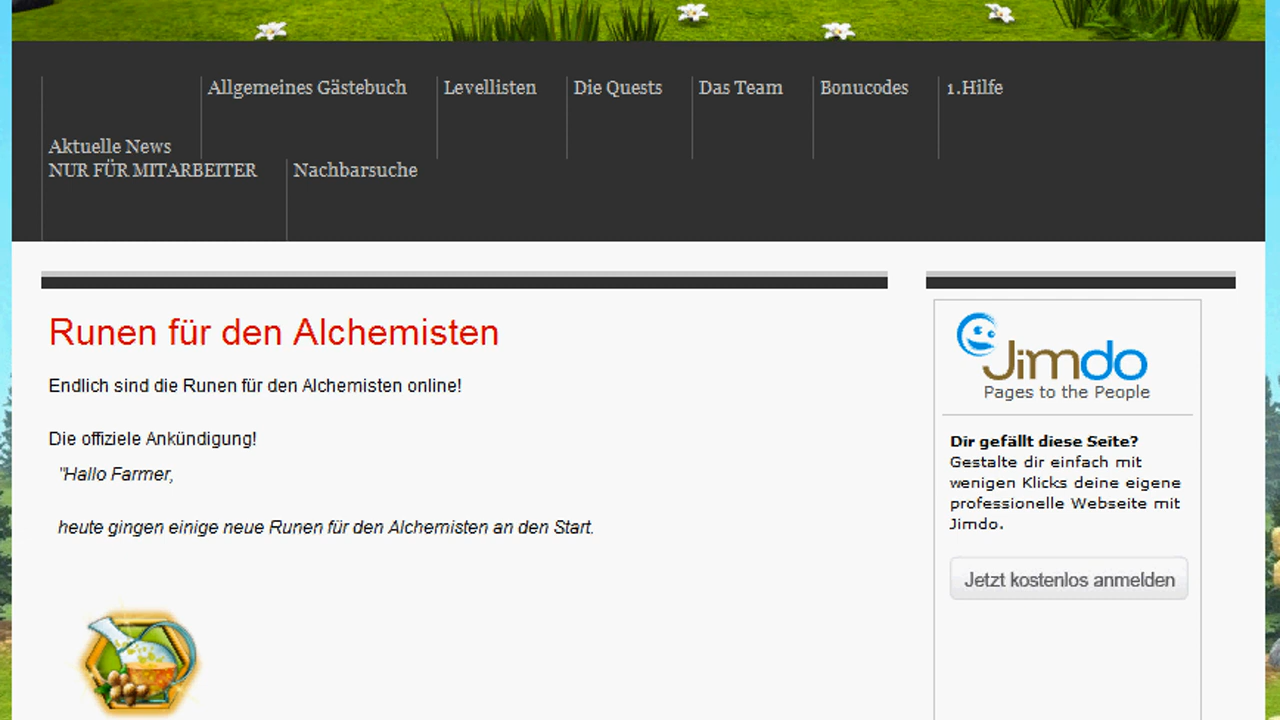 Allgemeines Gästebuch
Levellisten
Die Quests
Das Team
Bonucodes
1.Hilfe
Aktuelle News
NUR FÜR MITARBEITER
Nachbarsuche
Runen für den Alchemisten
Endlich sind die Runen für den Alchemisten online!
Die offiziele Ankündigung!
"Hallo Farmer,
heute gingen einige neue Runen für den Alchemisten an den Start.
Jimdo
Pages to the People
Dir gefällt diese Seite?
Gestalte dir einfach mit
wenigen Klicks deine eigene
professionelle Webseite mit
Jimdo.
Jetzt kostenlos anmelden